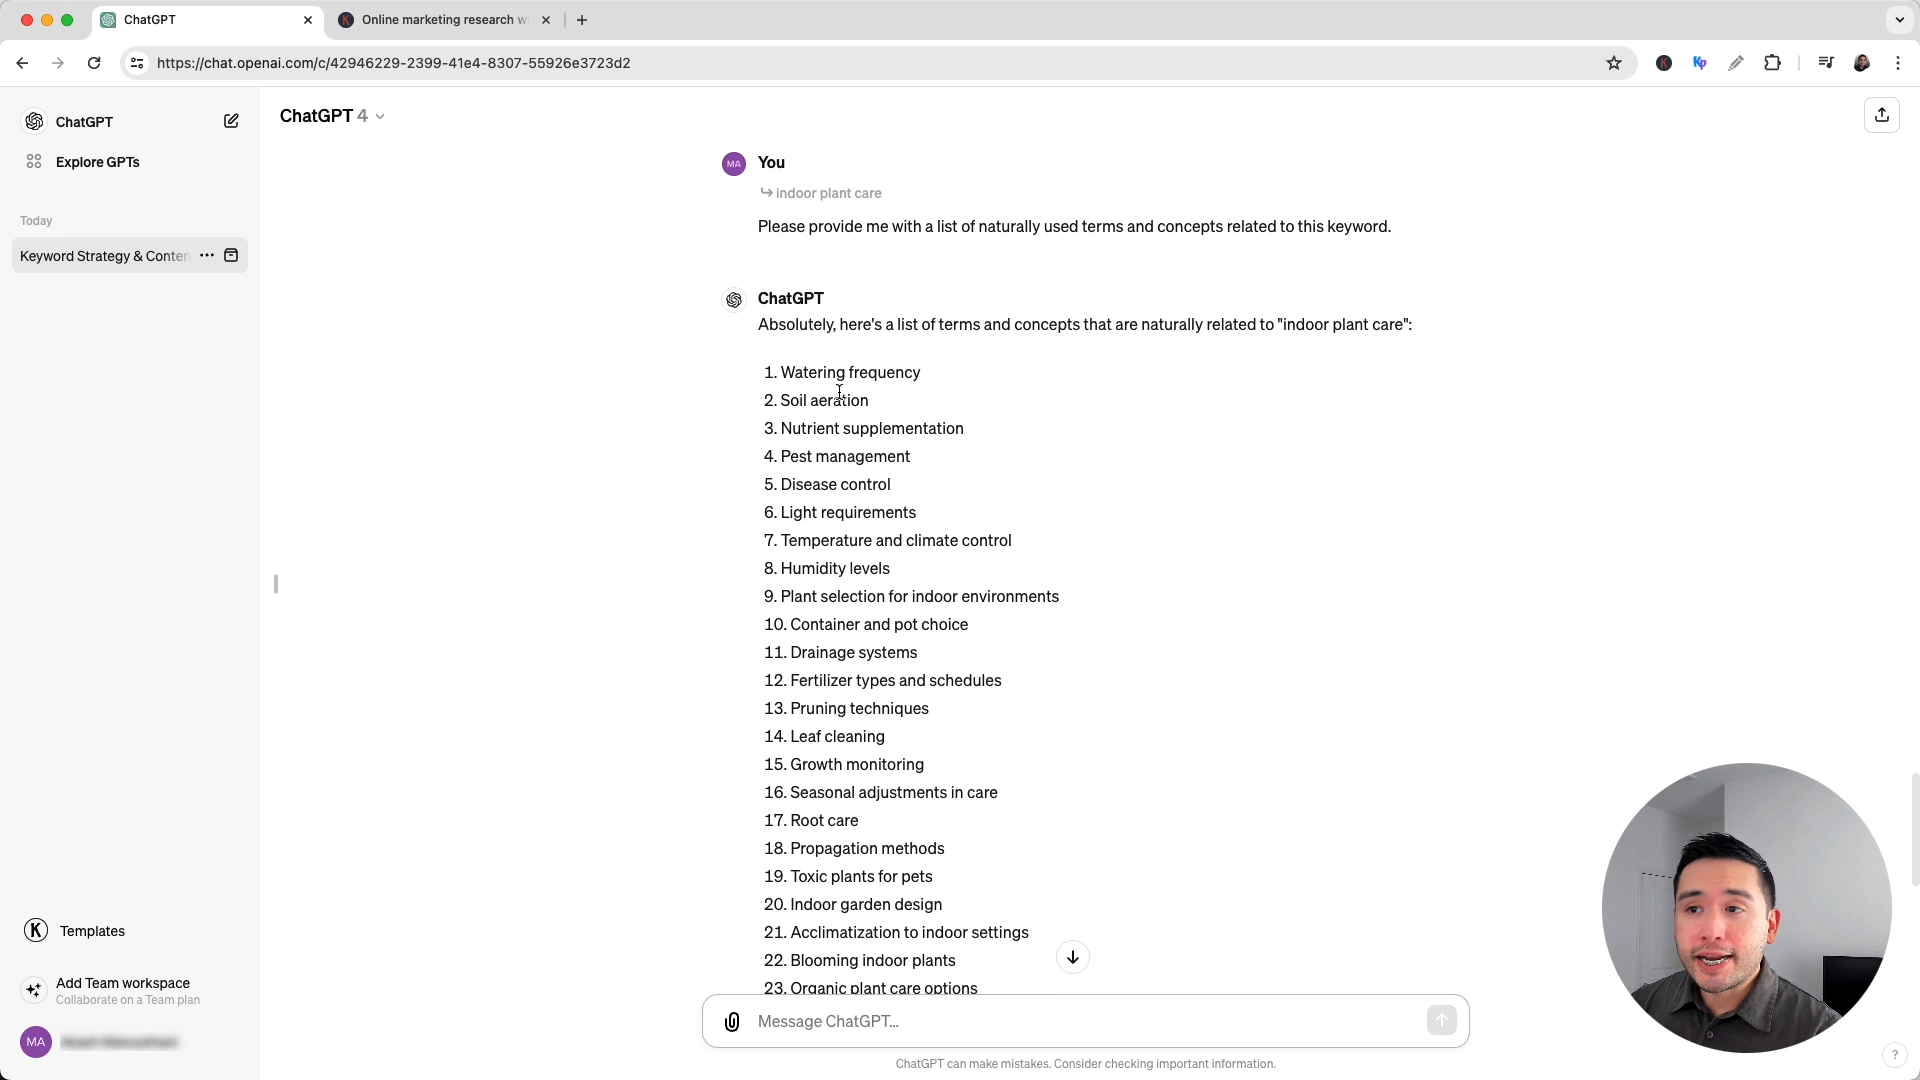 ChatGPT
Online marketing research w
https://chat.openai.com/c/42946229-2399-41e4-8307-55926e3723d2
K
Kp
ChatGPT
Explore GPTs
Today
Keyword Strategy & Conten
ChatGPT 4
MA
You
indoor plant care
Please provide me with a list of naturally used terms and concepts related to this keyword.
ChatGPT
Absolutely, here's a list of terms and concepts that are naturally related to "indoor plant care":
1. Watering frequency
2. Soil aeration
3. Nutrient supplementation
4. Pest management
5. Disease control
6. Light requirements
7. Temperature and climate control
8. Humidity levels
9. Plant selection for indoor environments
10. Container and pot choice
11. Drainage systems
12. Fertilizer types and schedules
13. Pruning techniques
14. Leaf cleaning
15. Growth monitoring
16. Seasonal adjustments in care
17. Root care
18. Propagation methods
19. Toxic plants for pets
20. Indoor garden design
21. Acclimatization to indoor settings
22. Blooming indoor plants
23. Organic plant care options
K Templates
Add Team workspace
Collaborate on a Team plan
MA
Message ChatGPT...
ChatGPT can make mistakes. Consider checking important information.
?